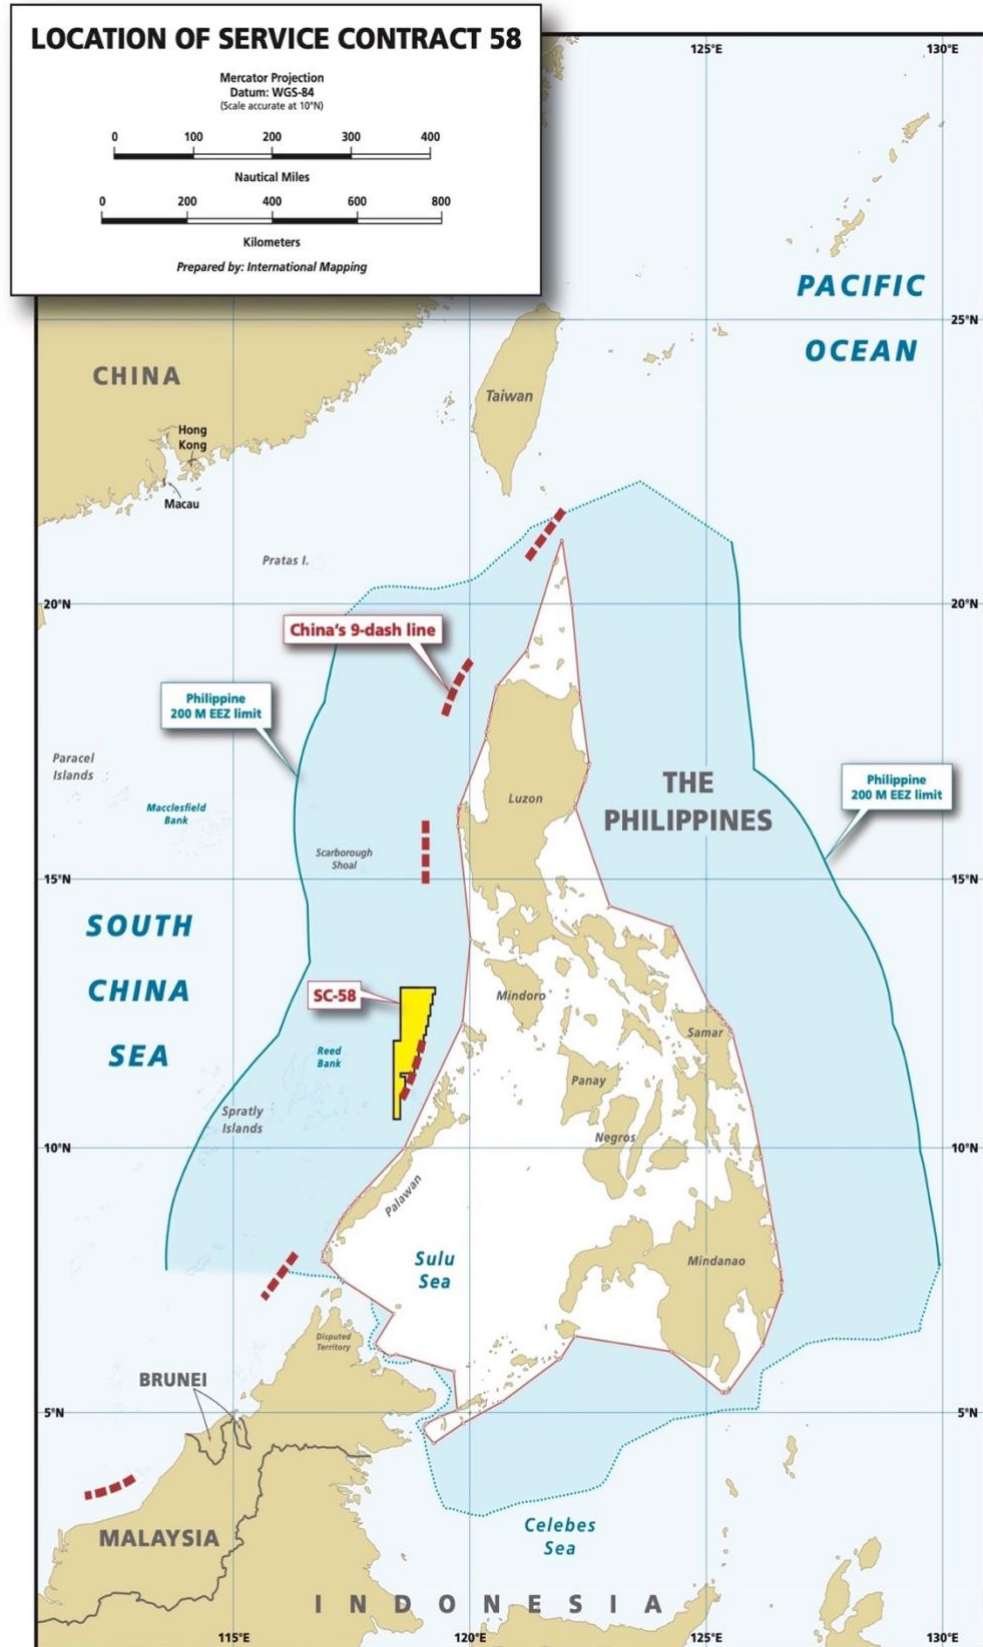 LOCATION OF SERVICE CONTRACT 58
Mercator Projection
Datum: WGS-84
(Scale accurate at 10°N)
0 100 200 300 400
Nautical Miles
0 200 400 600 800
Kilometers
Prepared by: International Mapping
125°E 130°E
PACIFIC
OCEAN
25°N
CHINA
Taiwan
Hong
Kong
Macau
Pratas I.
20°N 20°N
China's 9-dash line
Philippine
200 M EEZ limit
Paracel
Islands
Macclesfield
Bank
Scarborough
Shoal
Luzon
THE
PHILIPPINES
Philippine
200 M EEZ limit
15°N 15°N
SOUTH
CHINA
SEA
SC-58
Mindoro
Reed
Bank
Samar
Panay
Spratly
Islands
Negros
10°N 10°N
Palawan
Sulu
Sea
Mindanao
Disputed
Territory
BRUNEI
5°N 5°N
MALAYSIA
Celebes
Sea
INDONESIA
115°E 120°E 125°E 130°E